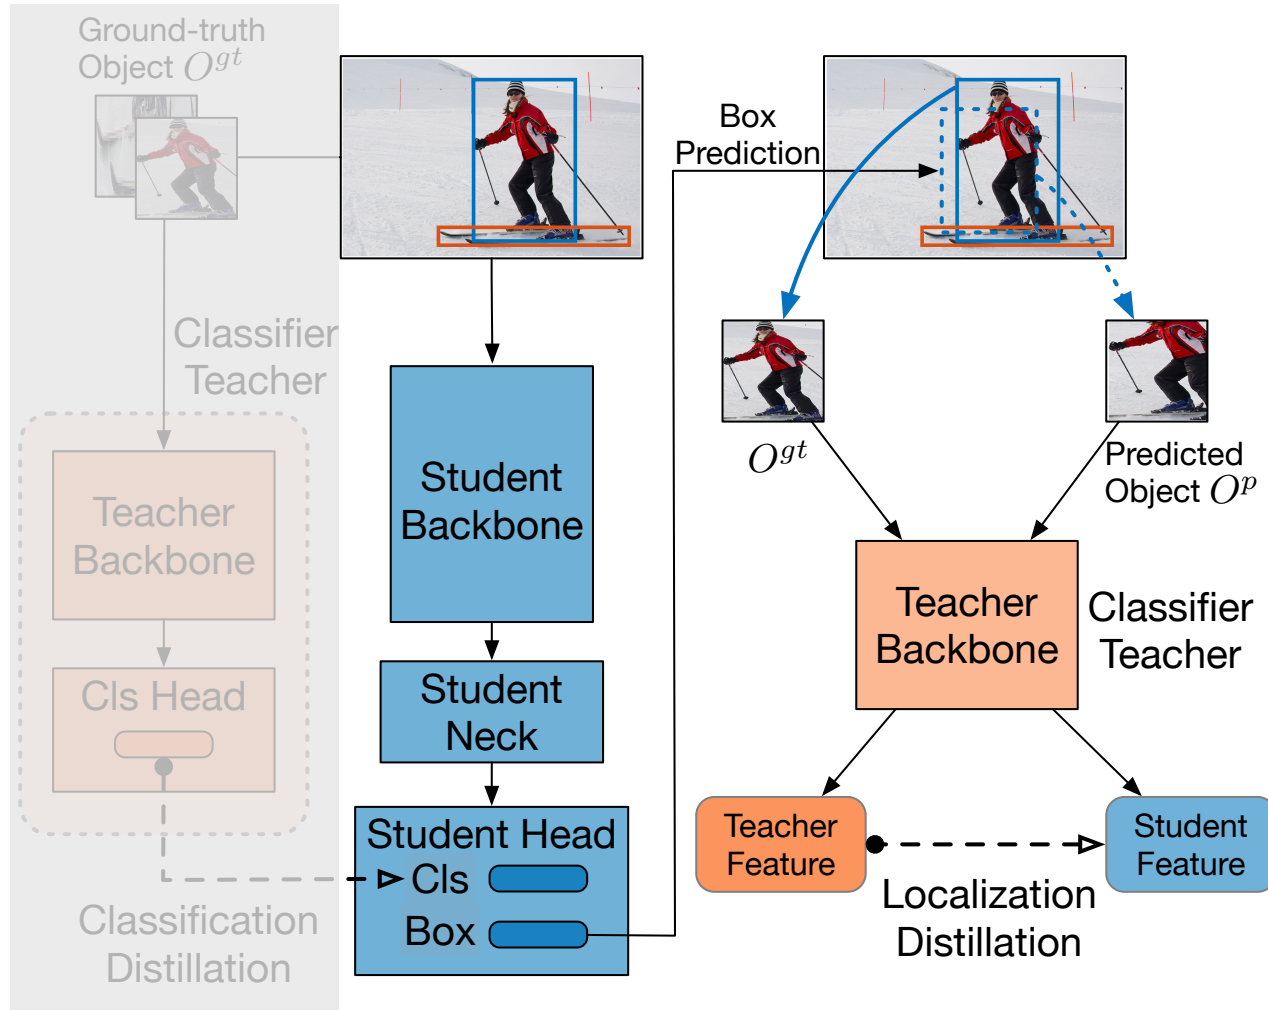 Ground-truth
Object O^{gt}
Classifier
Teacher
Teacher
Backbone
Cls Head
Classification
Distillation
Student
Backbone
Student
Neck
Student Head
Cls
Box
Box
Prediction
O^{gt}
Predicted
Object O^{p}
Teacher
Backbone
Classifier
Teacher
Teacher
Feature
Student
Feature
Localization
Distillation